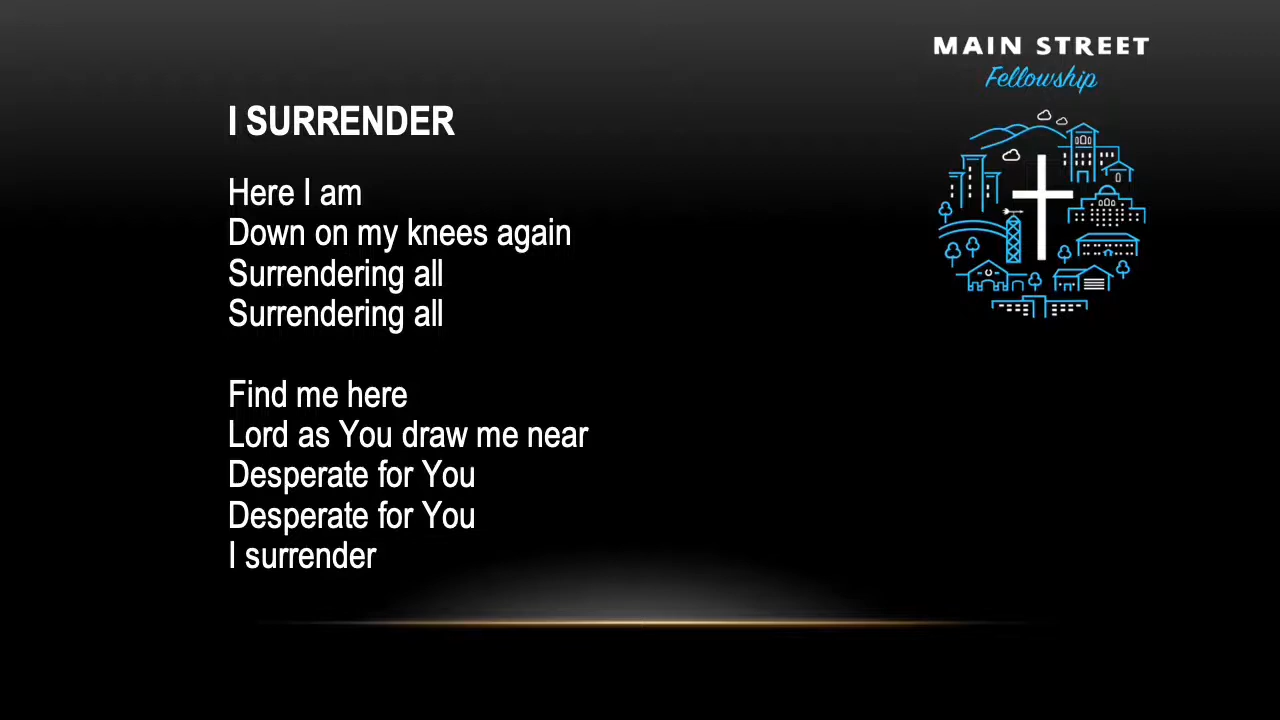 MAIN STREET
Fellowship
I SURRENDER
Here I am
Down on my knees again
Surrendering all
Surrendering all
Find me here
Lord as You draw me near
Desperate for You
Desperate for You
I surrender